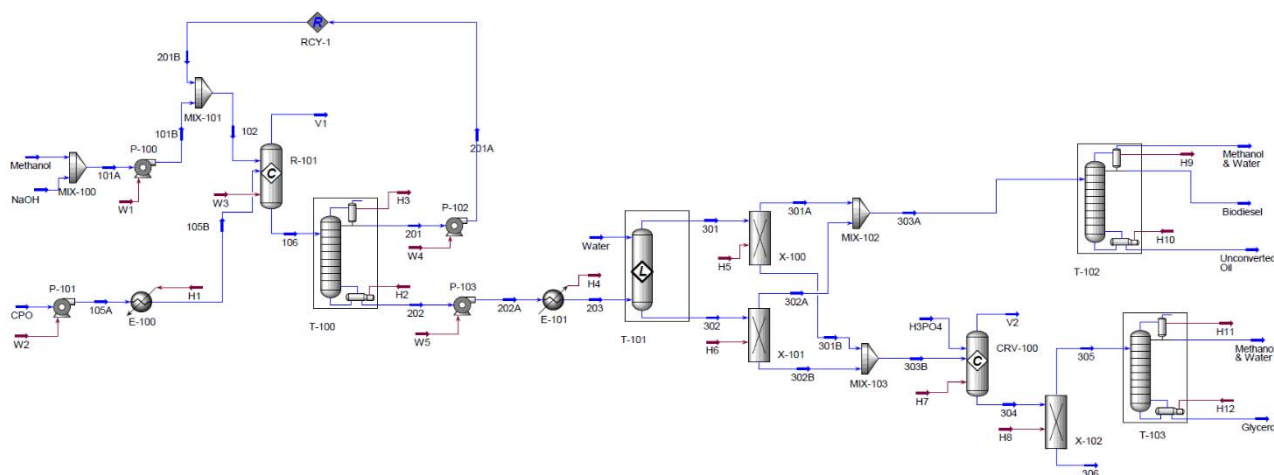 R
RCY-1
201B
MIX-101
101B
102
V1
201A
Methanol
P-100
101A
NaOH
MIX-100
W1
R-101
C
W3
105B
H3
P-102
201
W4
106
H2
202
T-100
P-101
CPO
105A
W2
H1
E-100
P-103
202A
W5
H4
E-101
203
Water
L
T-101
301
302
H5
X-100
301A
302A
MIX-102
303A
H6
X-101
301B
302B
MIX-103
303B
H3PO4
V2
CRV-100
C
H7
304
H8
X-102
305
306
H9
Methanol
& Water
Biodiesel
H10
Unconverted
Oil
T-102
H11
Methanol
& Water
H12
T-103
Glycerol